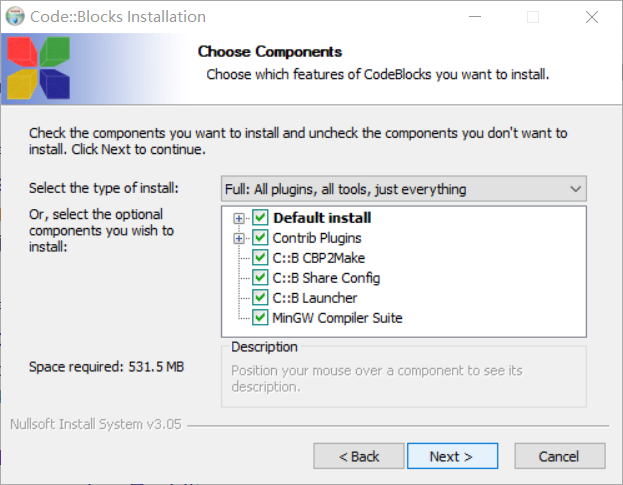 Code::Blocks Installation
Choose Components
Choose which features of CodeBlocks you want to install.
Check the components you want to install and uncheck the components you don't want to
install. Click Next to continue.
Select the type of install:
Full: All plugins, all tools, just everything
Or, select the optional
components you wish to
install:
Default install
Contrib Plugins
C::B CBP2Make
C::B Share Config
C::B Launcher
MinGW Compiler Suite
Space required: 531.5 MB
Description
Position your mouse over a component to see its
description.
Nullsoft Install System v3.05
< Back
Next >
Cancel